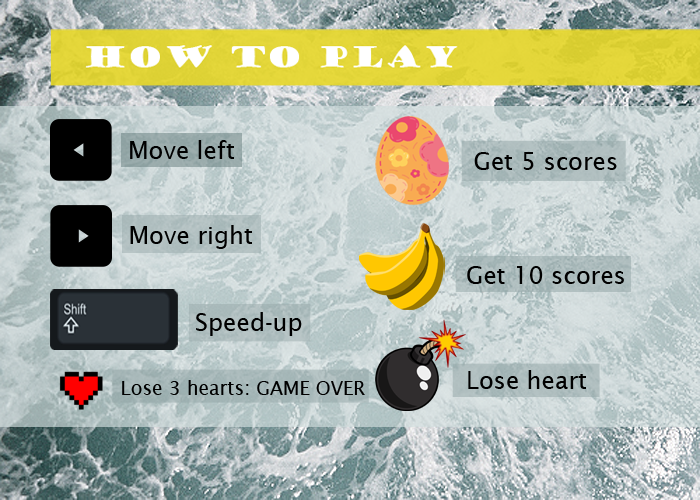 HOW TO PLAY
Move left
Get 5 scores
Move right
Get 10 scores
Shift
Speed-up
Lose 3 hearts: GAME OVER
Lose heart